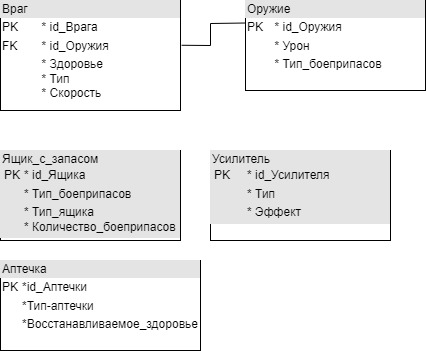 Враг
PK * id_Врага
FK * id_Оружия
* Здоровье
* Тип
* Скорость
Оружие
PK * id_Оружия
* Урон
* Тип_боеприпасов
Ящик_с_запасом
PK * id_Ящика
* Тип_боеприпасов
* Тип_ящика
* Количество_боеприпасов
Усилитель
PK * id_Усилителя
* Тип
* Эффект
Аптечка
PK *id_Аптечки
*Тип-аптечки
*Восстанавливаемое_здоровье